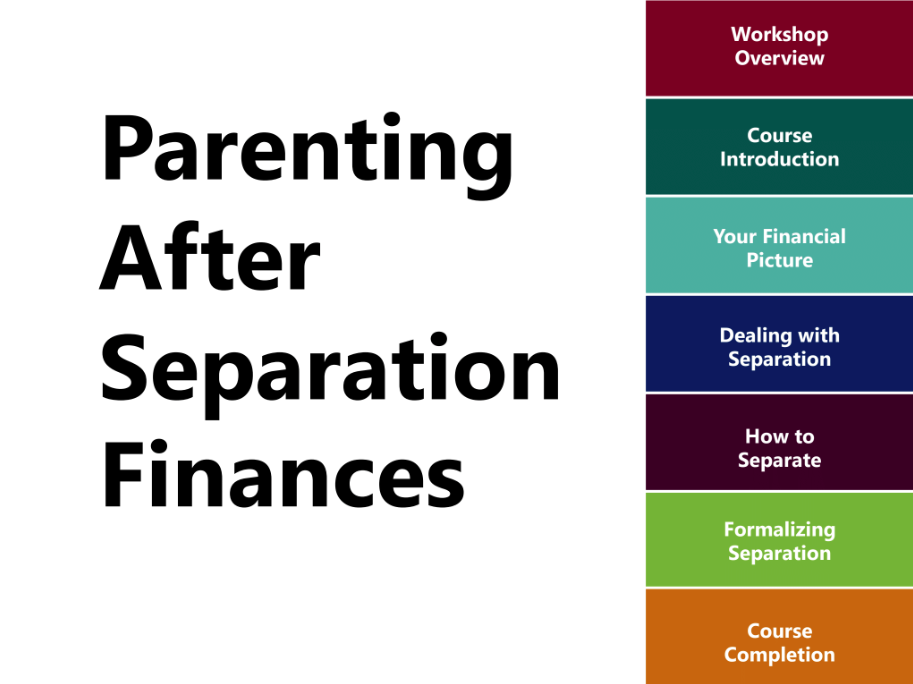 Parenting
After
Separation
Finances
Workshop
Overview
Course
Introduction
Your Financial
Picture
Dealing with
Separation
How to
Separate
Formalizing
Separation
Course
Completion